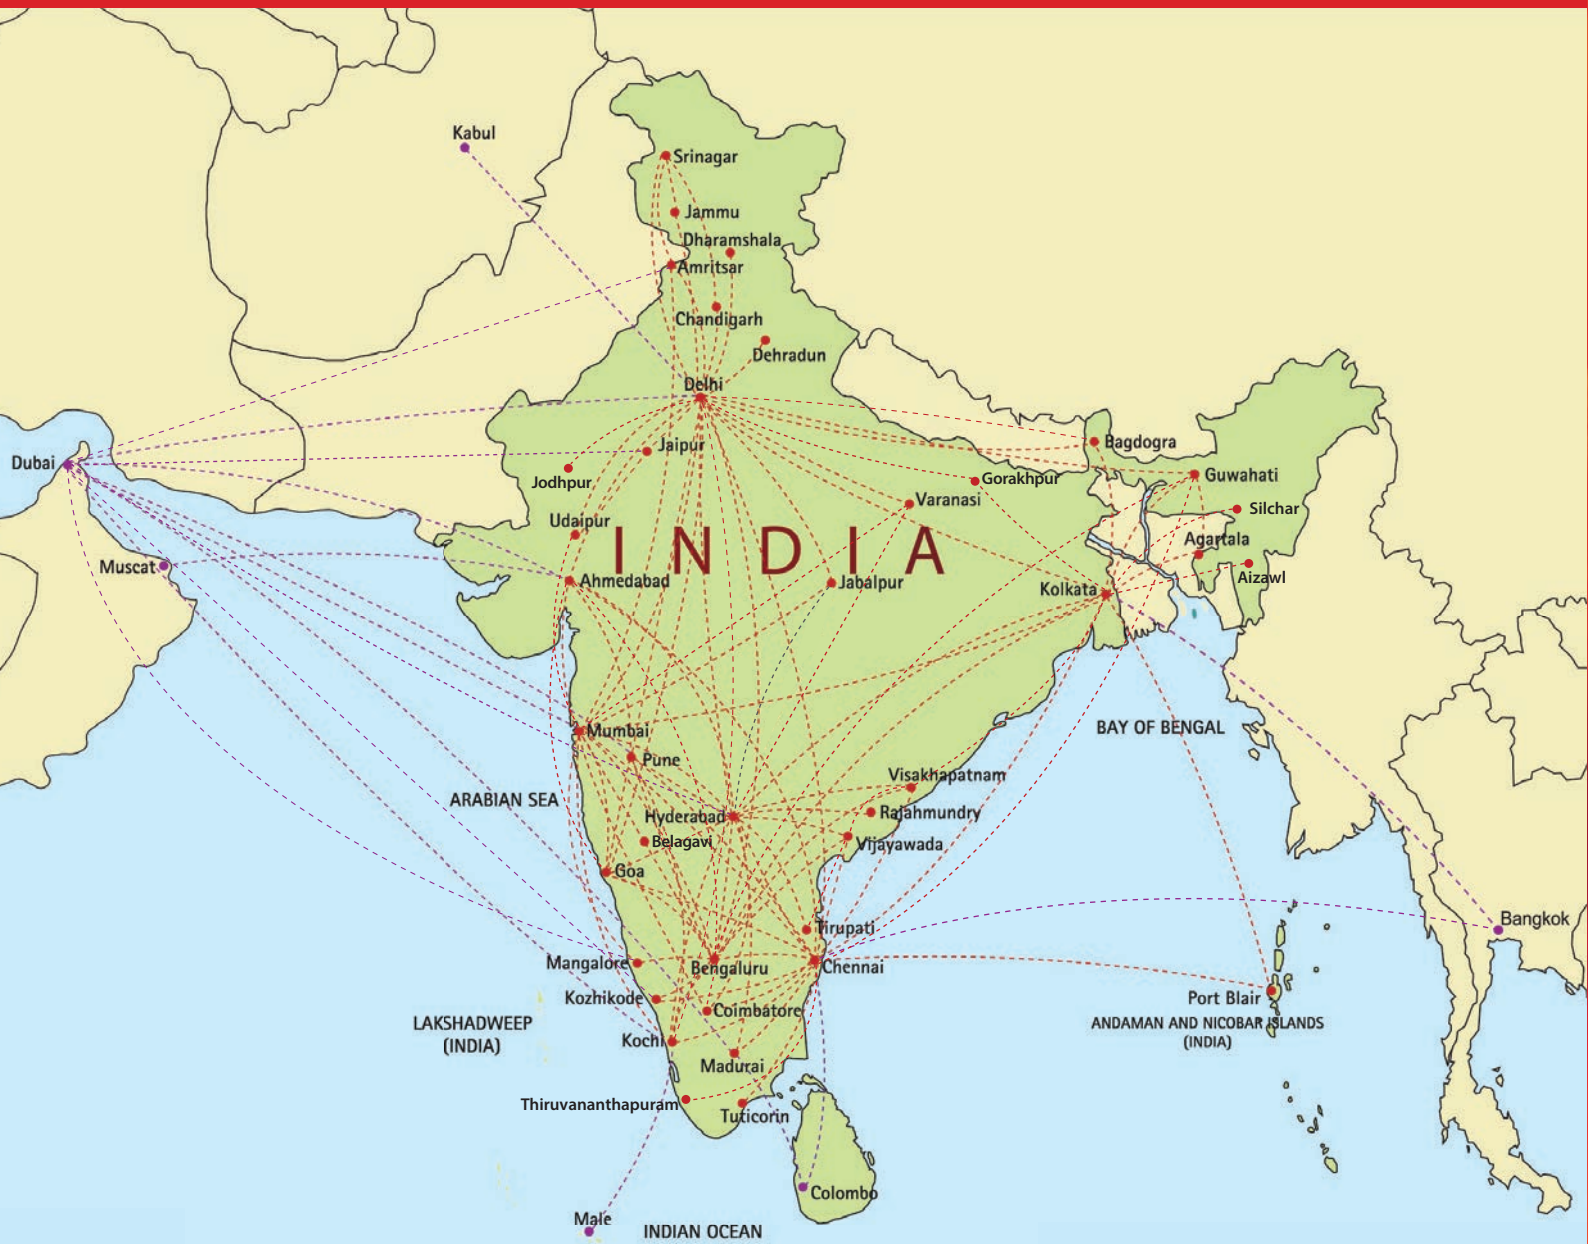 Kabul
Srinagar
Jammu
Dharamshala
Amritsar
Chandigarh
Dehradun
Delhi
Bagdogra
Jaipur
Dubai
Guwahati
Jodhpur
Gorakhpur
Varanasi
Silchar
Udaipur
INDIA
Agartala
Muscat
Ahmedabad
Jabalpur
Aizawl
Kolkata
BAY OF BENGAL
Mumbai
Pune
Visakhapatnam
ARABIAN SEA
Hyderabad
Rajahmundry
Belagavi
Vijayawada
Goa
Bangkok
Tirupati
Mangalore
Bengaluru
Chennai
Kozhikode
Port Blair
Coimbatore
LAKSHADWEEP
(INDIA)
ANDAMAN AND NICOBAR ISLANDS
(INDIA)
Kochi
Madurai
Thiruvananthapuram
Tuticorin
Colombo
Male
INDIAN OCEAN